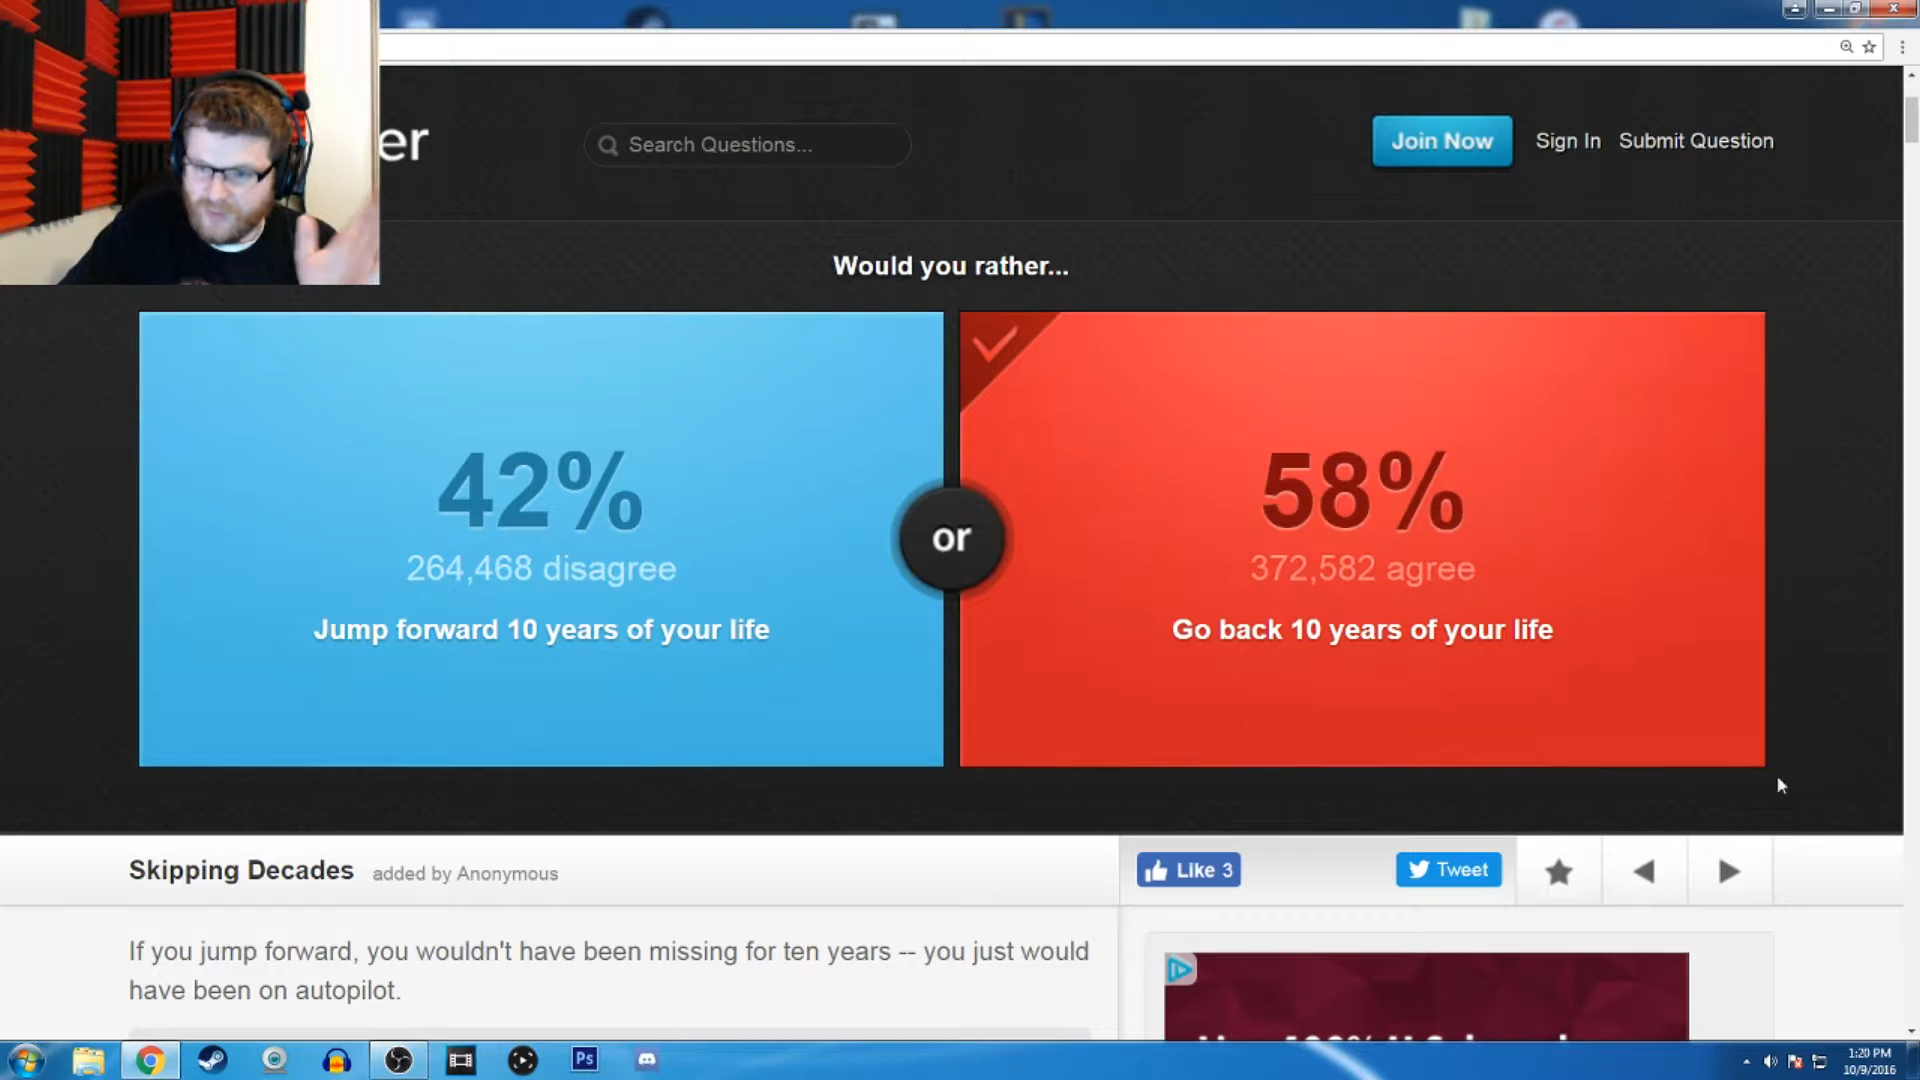 er
Search Questions...
Join Now
Sign In
Submit Question
Would you rather...
42%
264,468 disagree
Jump forward 10 years of your life
or
58%
372,582 agree
Go back 10 years of your life
Skipping Decades added by Anonymous
Like 3
Tweet
If you jump forward, you wouldn't have been missing for ten years -- you just would
have been on autopilot.
Ps
1:20 PM
10/9/2016